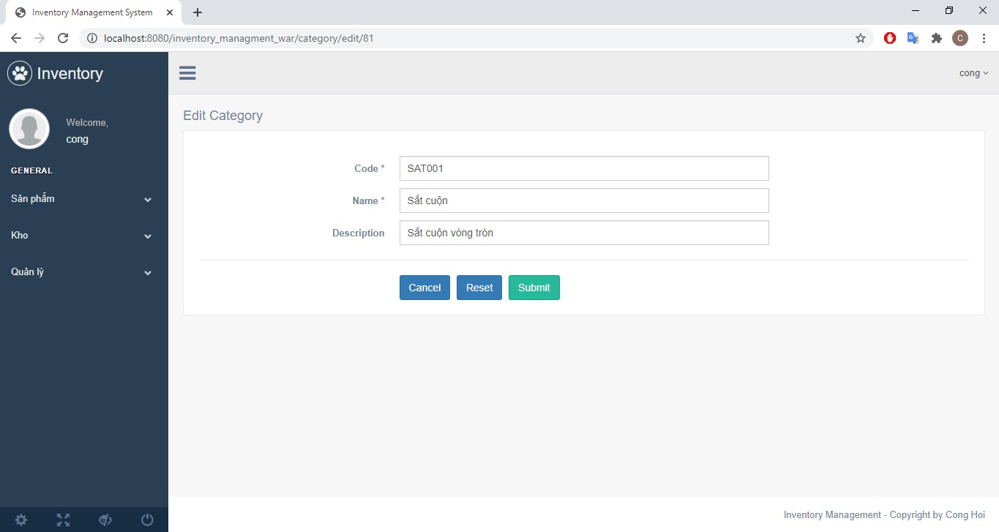 Inventory Management System
localhost:8080/inventory_managment_war/category/edit/81
C
Inventory
cong
Welcome,
cong
GENERAL
Sản phẩm
Kho
Quản lý
Edit Category
Code *
SAT001
Name *
Sắt cuộn
Description
Sắt cuộn vòng tròn
Cancel Reset Submit
Inventory Management - Copyright by Cong Hoi